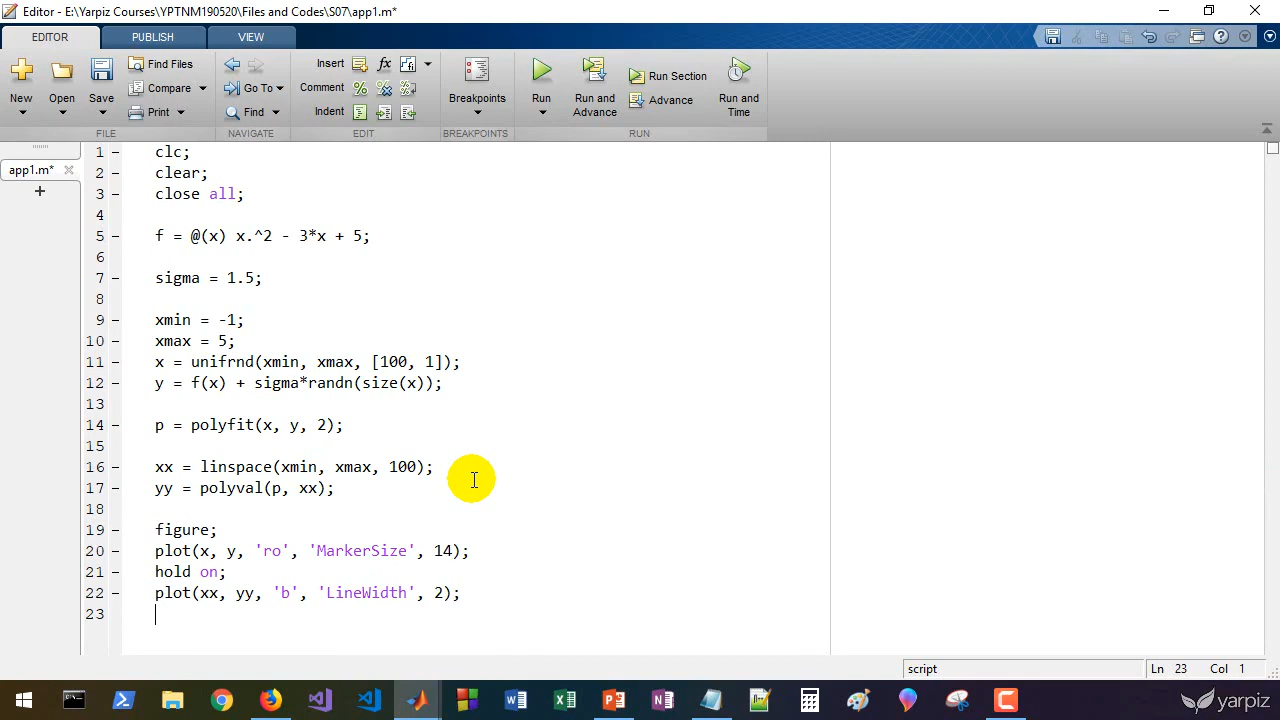 Editor - E:\Yarpiz Courses\YPTNM190520\Files and Codes\S07\app1.m*
EDITOR PUBLISH VIEW
New Open Save Find Files Compare Print
Go To Find
Insert Comment Indent
Breakpoints
Run Run and Advance Run Section Advance Run and Time
FILE NAVIGATE EDIT BREAKPOINTS RUN
app1.m*
1 clc;
2 clear;
3 close all;
4
5 f = @(x) x.^2 - 3*x + 5;
6
7 sigma = 1.5;
8
9 xmin = -1;
10 xmax = 5;
11 x = unifrnd(xmin, xmax, [100, 1]);
12 y = f(x) + sigma*randn(size(x));
13
14 p = polyfit(x, y, 2);
15
16 xx = linspace(xmin, xmax, 100);
17 yy = polyval(p, xx);
18
19 figure;
20 plot(x, y, 'ro', 'MarkerSize', 14);
21 hold on;
22 plot(xx, yy, 'b', 'LineWidth', 2);
23
script Ln 23 Col 1
yarpiz